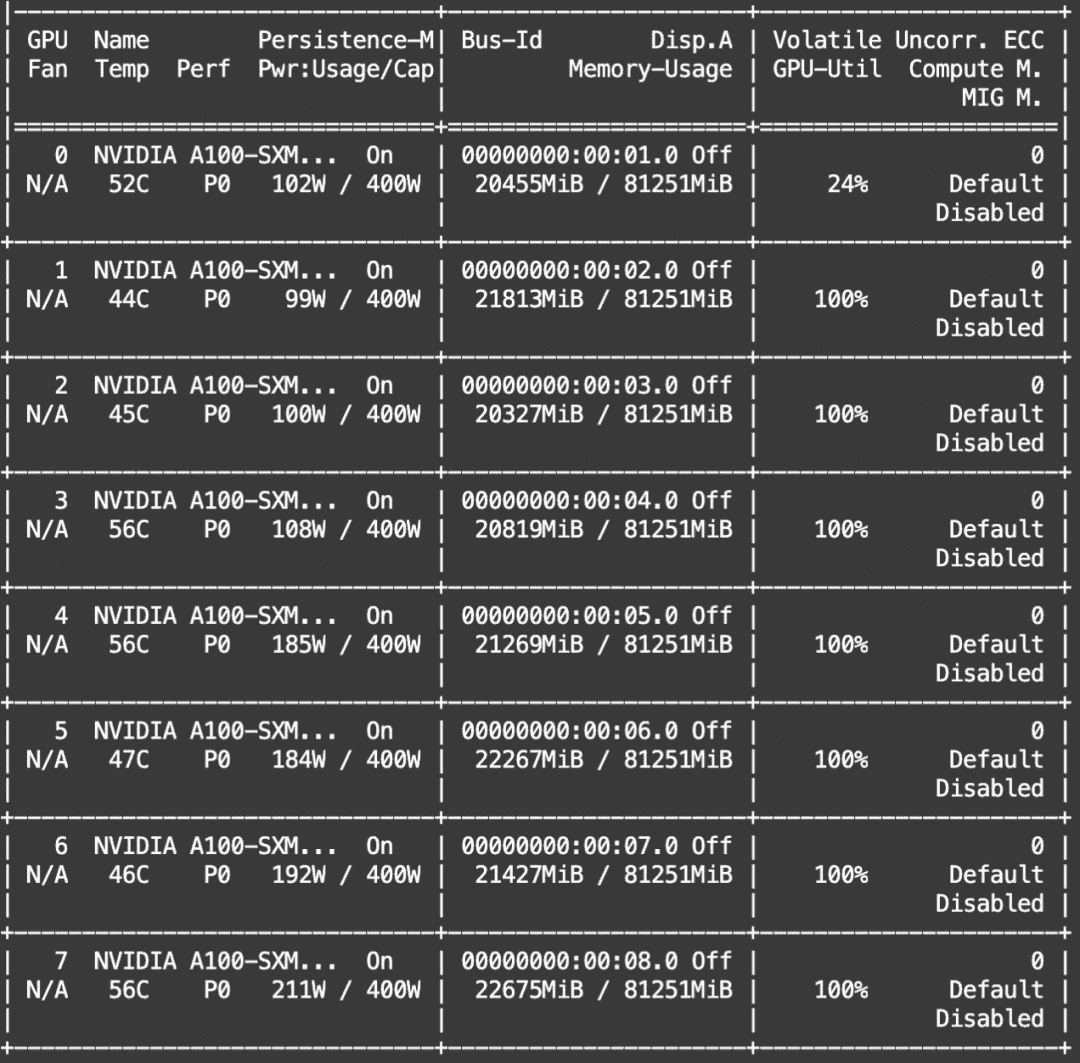 |-------------------------------+----------------------+----------------------+
| GPU  Name        Persistence-M| Bus-Id        Disp.A | Volatile Uncorr. ECC |
| Fan  Temp  Perf  Pwr:Usage/Cap|         Memory-Usage | GPU-Util  Compute M. |
|                               |                      |               MIG M. |
|===============================+======================+======================|
|   0  NVIDIA A100-SXM...  On   | 00000000:00:01.0 Off |                    0 |
| N/A   52C    P0   102W / 400W |  20455MiB / 81251MiB |     24%      Default |
|                               |                      |             Disabled |
+-------------------------------+----------------------+----------------------+
|   1  NVIDIA A100-SXM...  On   | 00000000:00:02.0 Off |                    0 |
| N/A   44C    P0    99W / 400W |  21813MiB / 81251MiB |    100%      Default |
|                               |                      |             Disabled |
+-------------------------------+----------------------+----------------------+
|   2  NVIDIA A100-SXM...  On   | 00000000:00:03.0 Off |                    0 |
| N/A   45C    P0   100W / 400W |  20327MiB / 81251MiB |    100%      Default |
|                               |                      |             Disabled |
+-------------------------------+----------------------+----------------------+
|   3  NVIDIA A100-SXM...  On   | 00000000:00:04.0 Off |                    0 |
| N/A   56C    P0   108W / 400W |  20819MiB / 81251MiB |    100%      Default |
|                               |                      |             Disabled |
+-------------------------------+----------------------+----------------------+
|   4  NVIDIA A100-SXM...  On   | 00000000:00:05.0 Off |                    0 |
| N/A   56C    P0   185W / 400W |  21269MiB / 81251MiB |    100%      Default |
|                               |                      |             Disabled |
+-------------------------------+----------------------+----------------------+
|   5  NVIDIA A100-SXM...  On   | 00000000:00:06.0 Off |                    0 |
| N/A   47C    P0   184W / 400W |  22267MiB / 81251MiB |    100%      Default |
|                               |                      |             Disabled |
+-------------------------------+----------------------+----------------------+
|   6  NVIDIA A100-SXM...  On   | 00000000:00:07.0 Off |                    0 |
| N/A   46C    P0   192W / 400W |  21427MiB / 81251MiB |    100%      Default |
|                               |                      |             Disabled |
+-------------------------------+----------------------+----------------------+
|   7  NVIDIA A100-SXM...  On   | 00000000:00:08.0 Off |                    0 |
| N/A   56C    P0   211W / 400W |  22675MiB / 81251MiB |    100%      Default |
|                               |                      |             Disabled |
+-------------------------------+----------------------+----------------------+